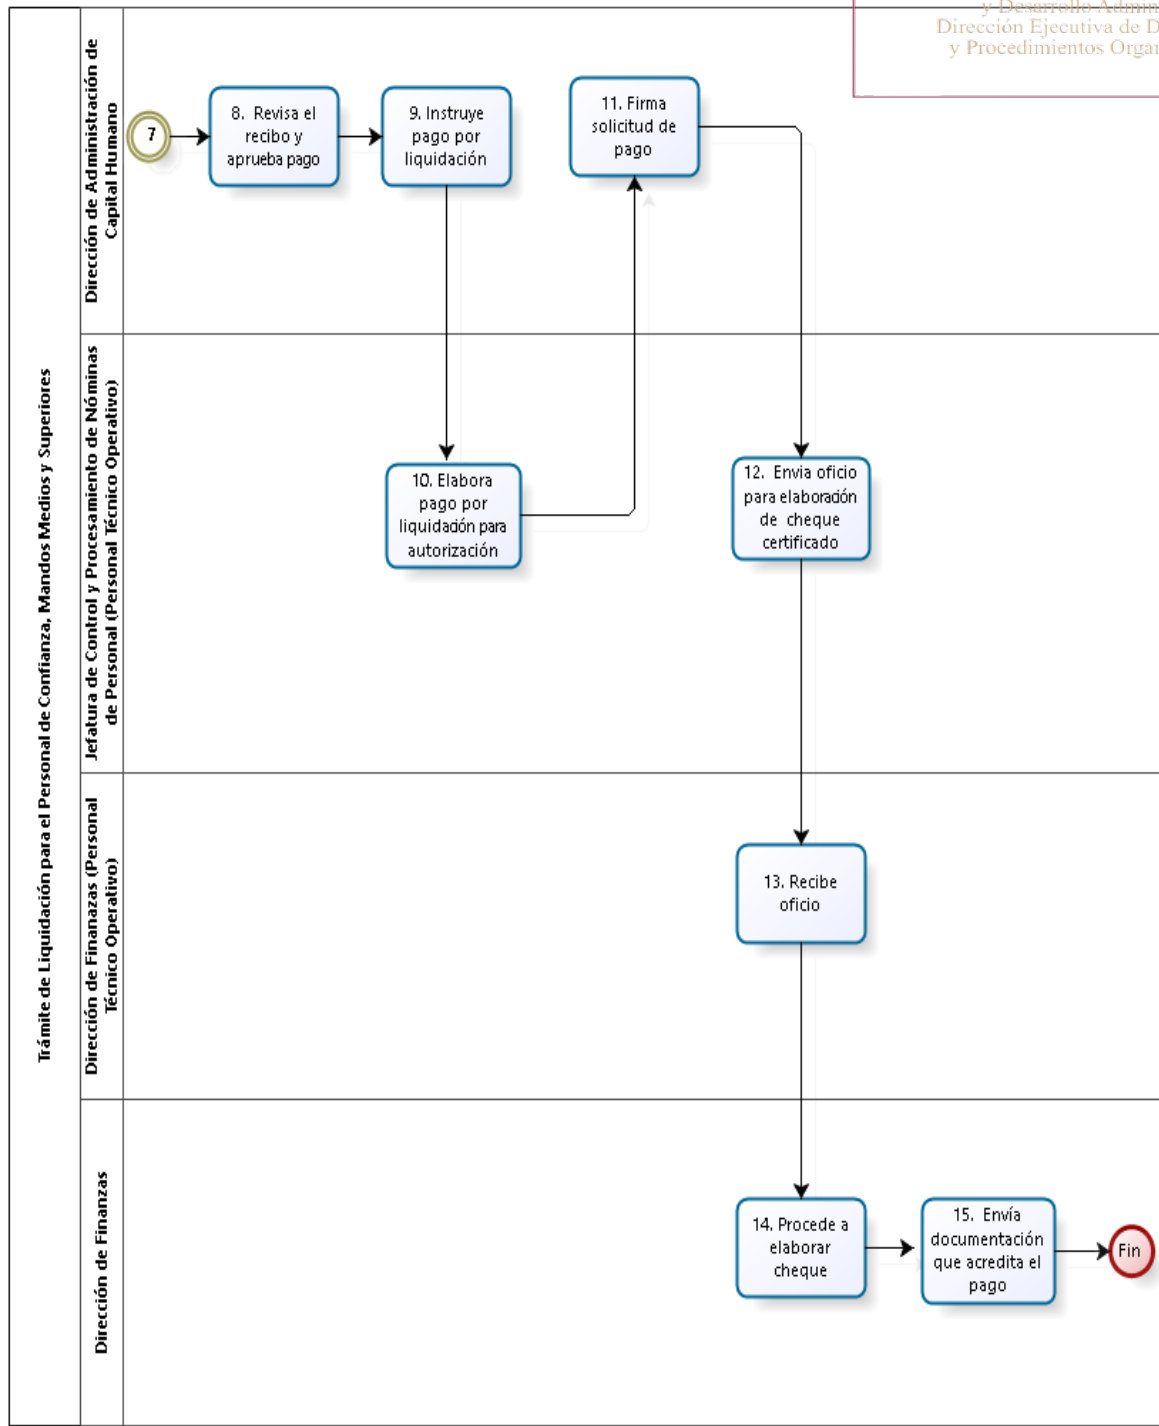 y Desarrollo Admin
Dirección Ejecutiva de D
y Procedimientos Organ
Trámite de Liquidación para el Personal de Confianza, Mandos Medios y Superiores
Dirección de Administración de
Capital Humano
7
8. Revisa el
recibo y
aprueba pago
9. Instruye
pago por
liquidación
11. Firma
solicitud de
pago
Jefatura de Control y Procesamiento de Nóminas
de Personal (Personal Técnico Operativo)
10. Elabora
pago por
liquidación para
autorización
12. Envia oficio
para elaboración
de cheque
certificado
Dirección de Finanazas (Personal
Técnico Operativo)
13. Recibe
oficio
Dirección de Finanzas
14. Procede a
elaborar
cheque
15. Envía
documentación
que acredita el
pago
Fin